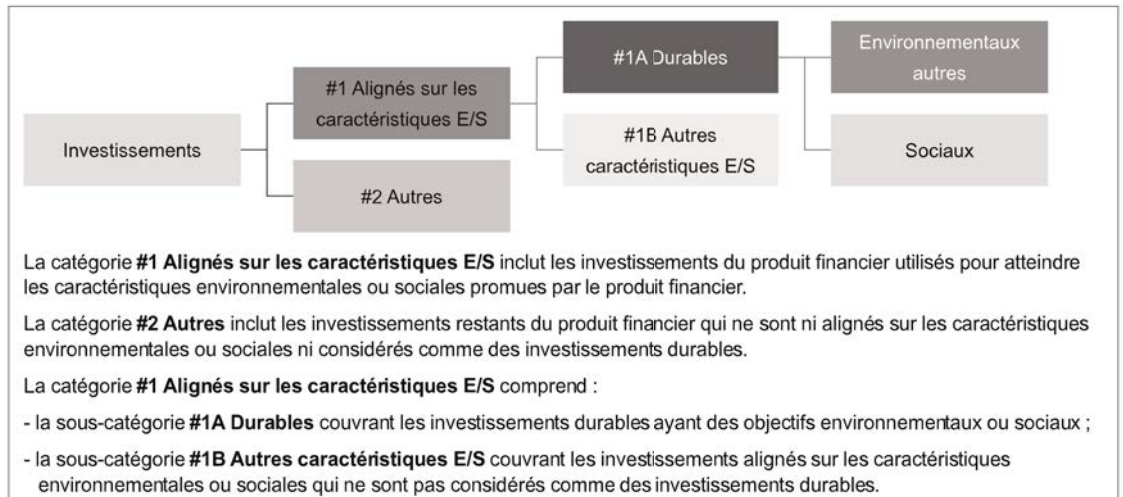 #1A Durables
Environnementaux
autres
#1 Alignés sur les
caractéristiques E/S
Investissements
#1B Autres
caractéristiques E/S
Sociaux
#2 Autres
La catégorie #1 Alignés sur les caractéristiques E/S inclut les investissements du produit financier utilisés pour atteindre
les caractéristiques environnementales ou sociales promues par le produit financier.
La catégorie #2 Autres inclut les investissements restants du produit financier qui ne sont ni alignés sur les caractéristiques
environnementales ou sociales ni considérés comme des investissements durables.
La catégorie #1 Alignés sur les caractéristiques E/S comprend :
- la sous-catégorie #1A Durables couvrant les investissements durables ayant des objectifs environnementaux ou sociaux ;
- la sous-catégorie #1B Autres caractéristiques E/S couvrant les investissements alignés sur les caractéristiques
environnementales ou sociales qui ne sont pas considérés comme des investissements durables.